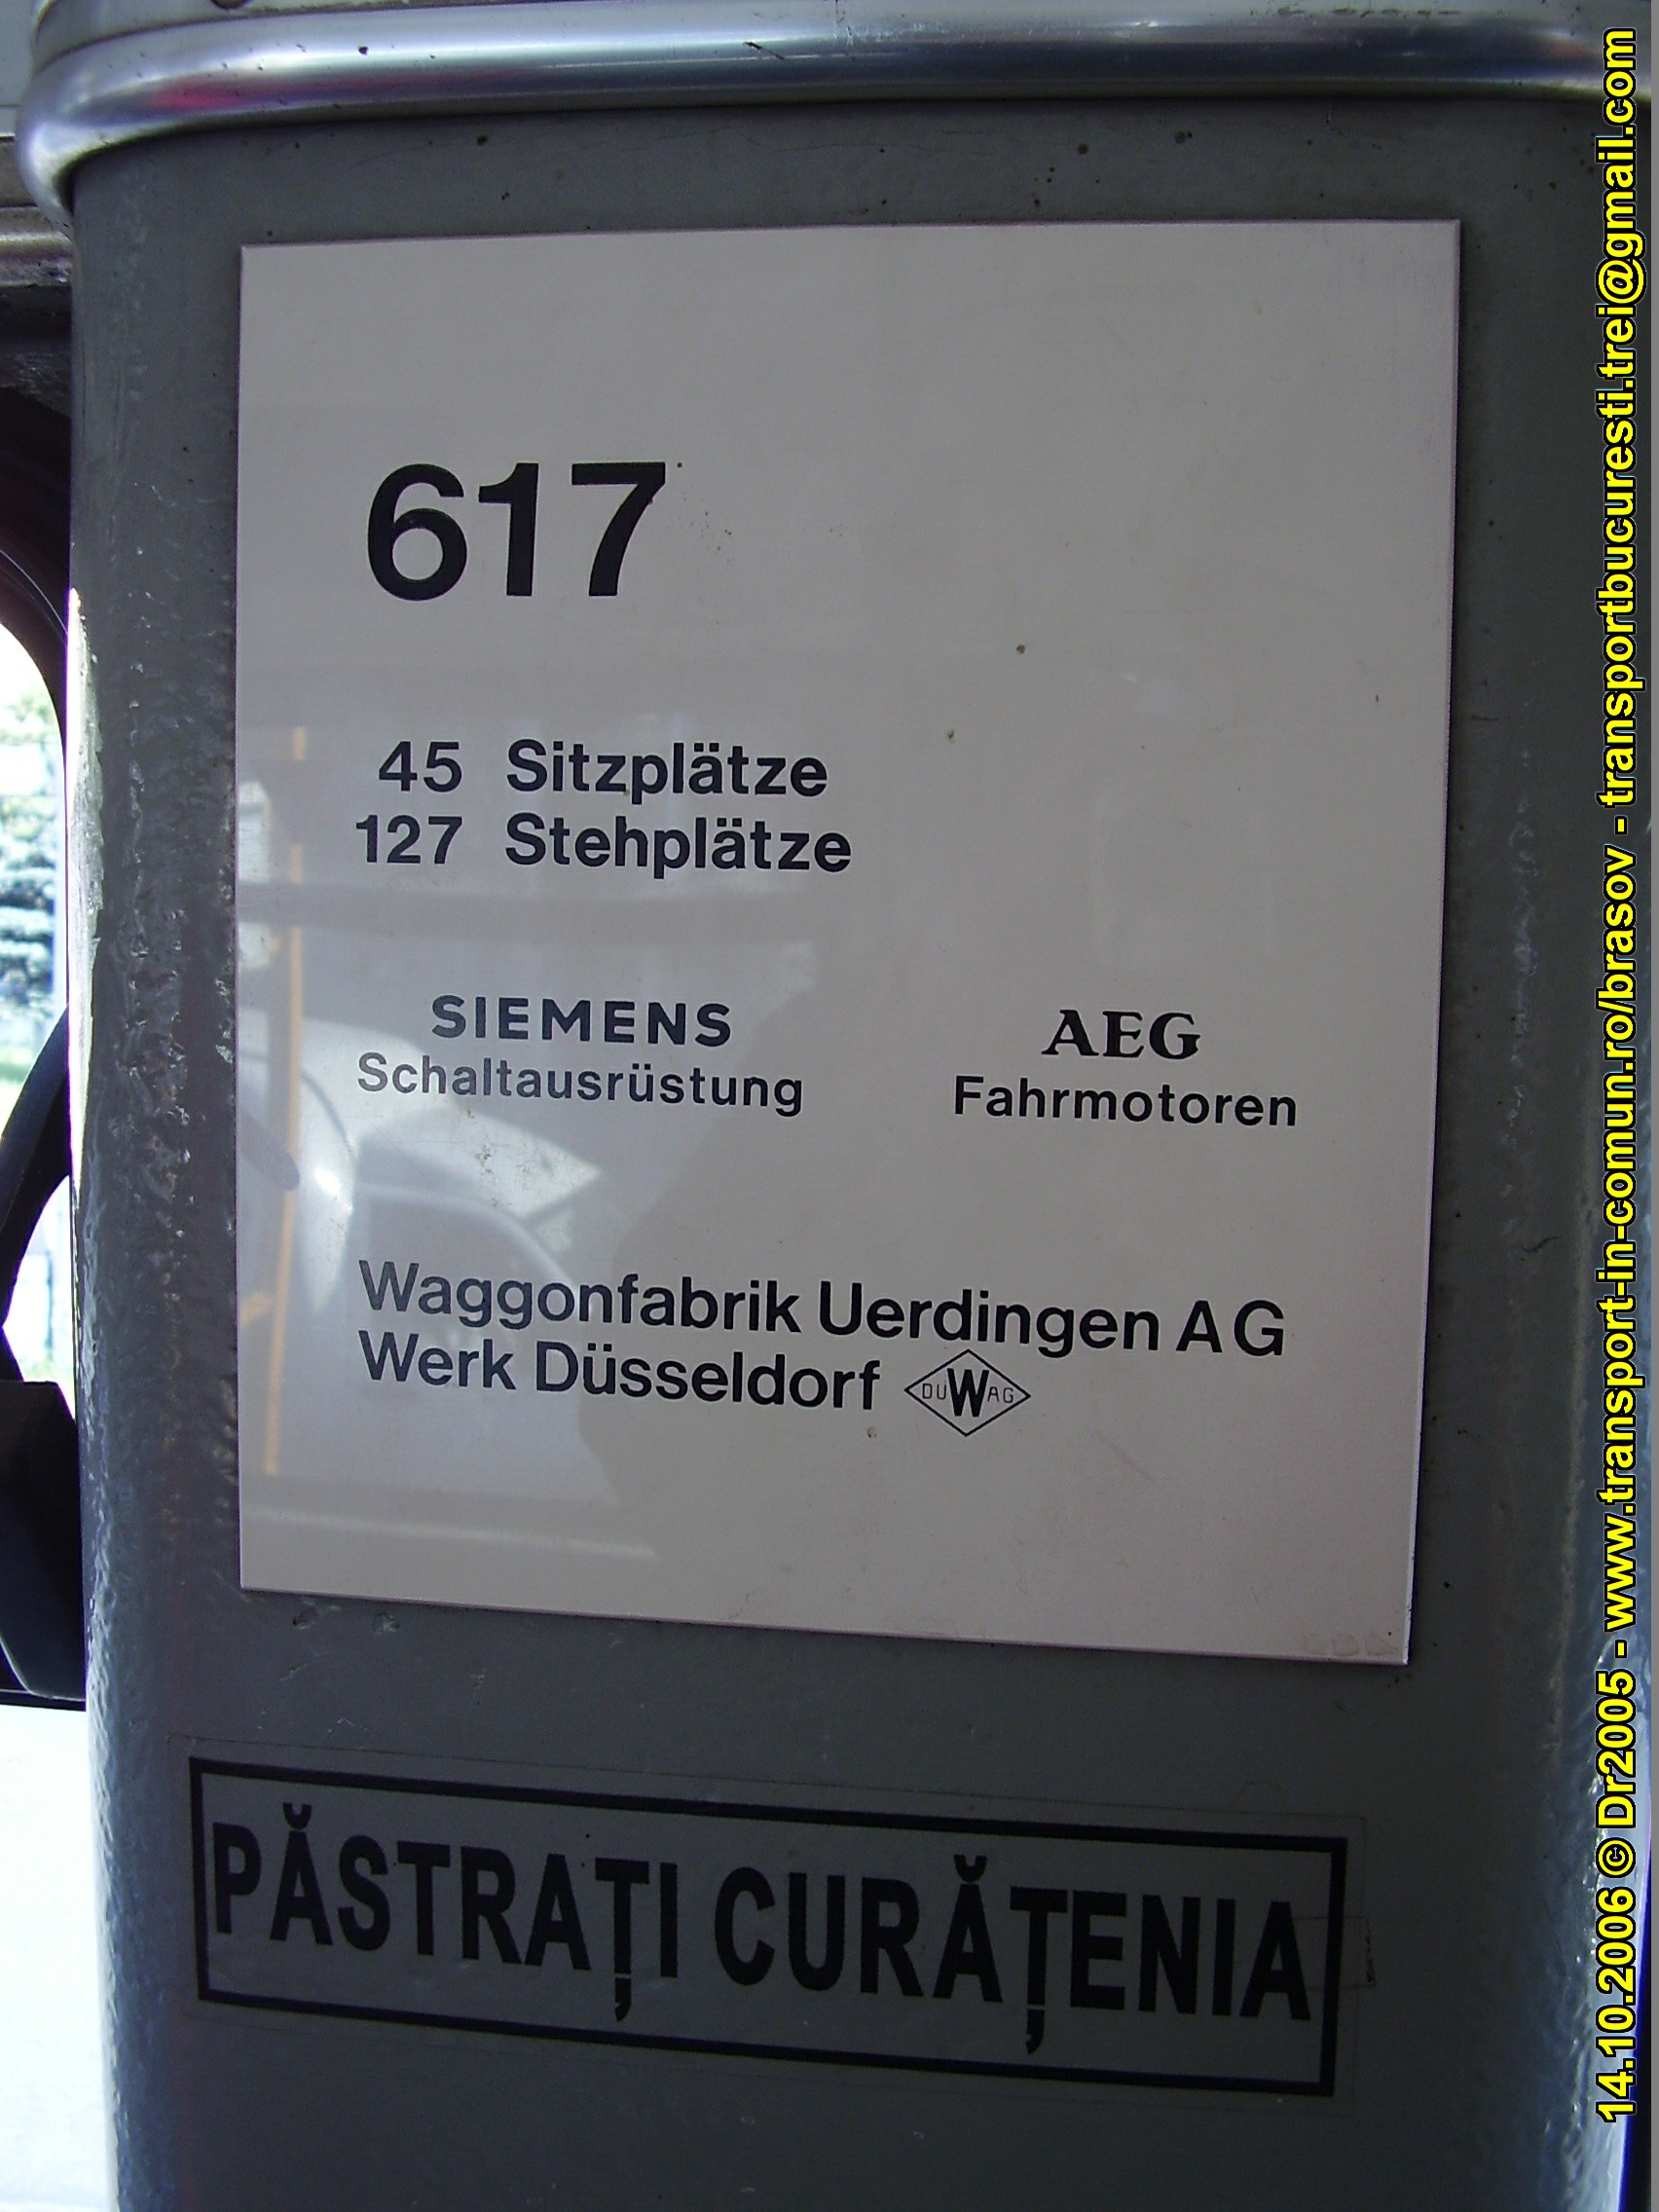 617
45 Sitzplätze
127 Stehplätze
SIEMENS
Schaltausrüstung
AEG
Fahrmotoren
Waggonfabrik Uerdingen AG
Werk Düsseldorf DUWAG
PĂSTRAȚI CURĂȚENIA
14.10.2006 © Dr2005 - www.transport-in-comun.ro/brasov - transportbucuresti.trei@gmail.com